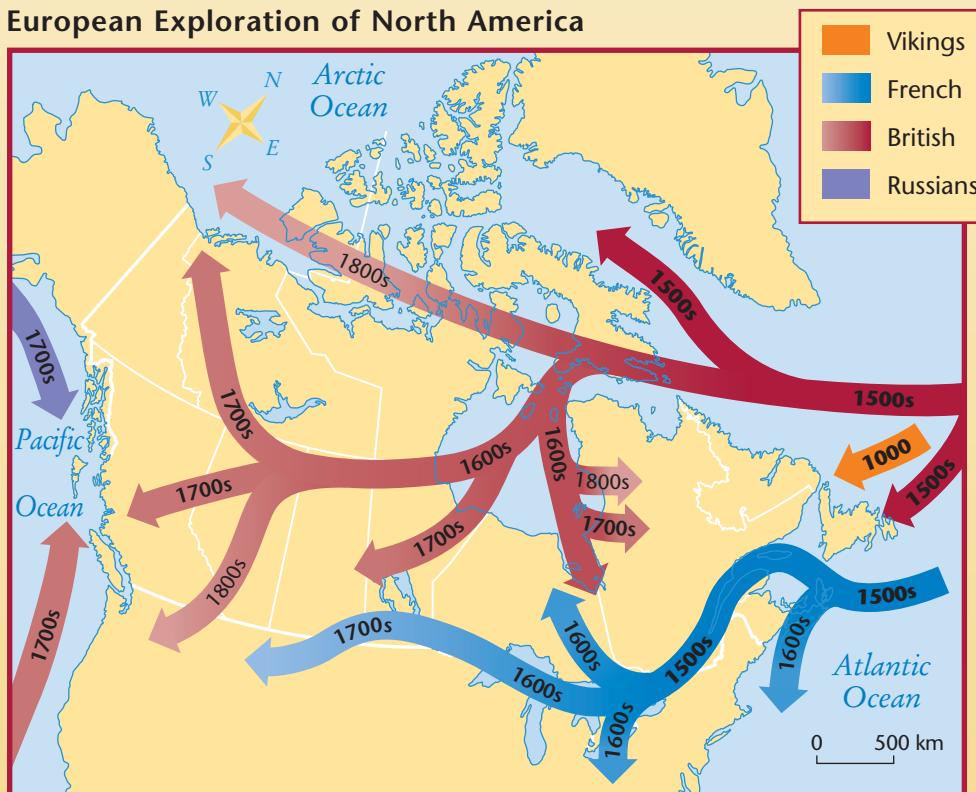 European Exploration of North America
Vikings
French
British
Russians
Arctic
Ocean
N
W
S
E
1800s
1500s
1500s
1000
1500s
1700s
Pacific
Ocean
1700s
1700s
1600s
1600s
1800s
1700s
1700s
1800s
1700s
1700s
1600s
1600s
1600s
1500s
1600s
1500s
Atlantic
Ocean
0 500 km